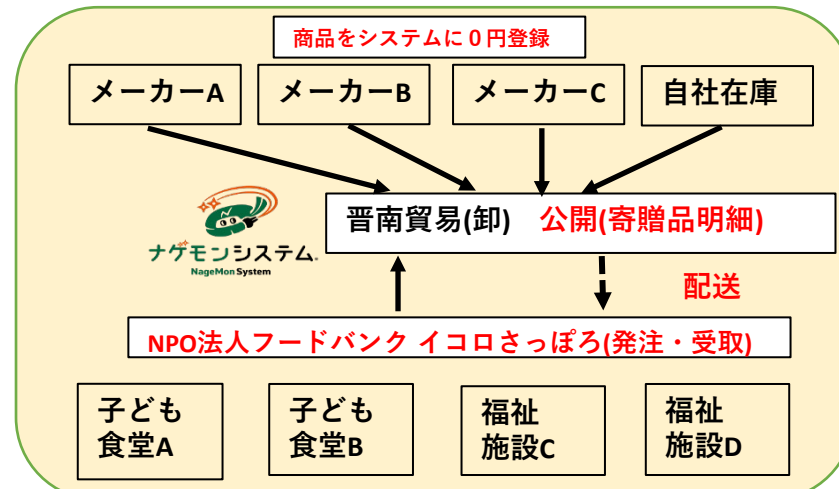 商品をシステムに０円登録
メーカーA
メーカーB
メーカーC
自社在庫
晋南貿易(卸) 公開(寄贈品明細)
ナゲモンシステム.
NageMon System
配送
NPO法人フードバンク イコロさっぽろ(発注・受取)
子ども
食堂A
子ども
食堂B
福祉
施設C
福祉
施設D